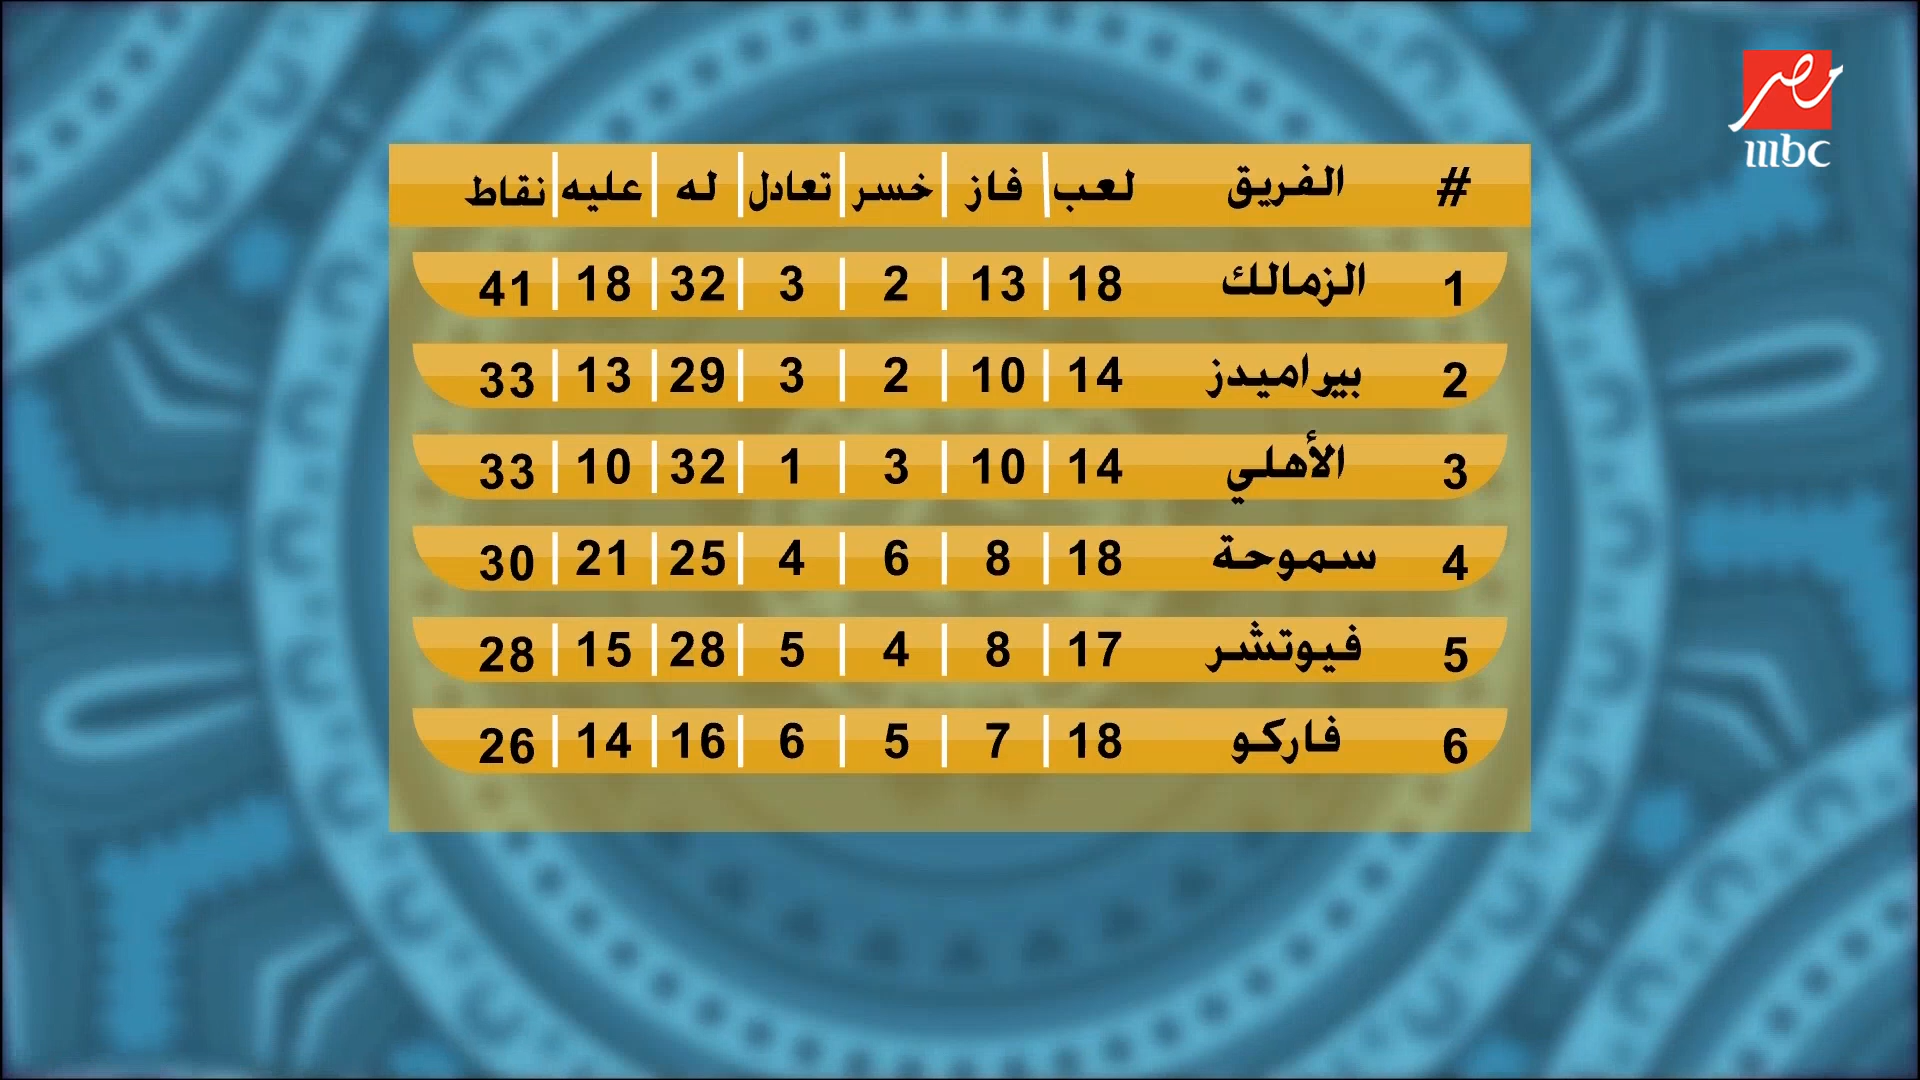 مصر
mbc
# الفريق لعب فاز خسر تعادل له عليه نقاط
1 الزمالك 18 13 2 3 32 18 41
2 بيراميدز 14 10 2 3 29 13 33
3 الأهلي 14 10 3 1 32 10 33
4 سموحة 18 8 6 4 25 21 30
5 فيوتشر 17 8 4 5 28 15 28
6 فاركو 18 7 5 6 16 14 26